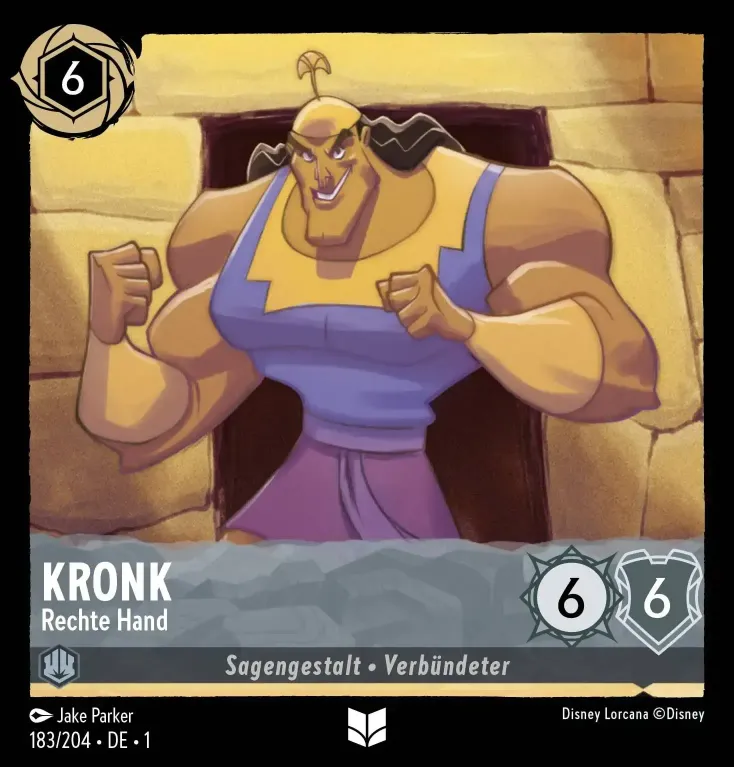 6
KRONK
Rechte Hand
6 6
Sagengestalt • Verbündeter
Jake Parker
Disney Lorcana ©Disney
183/204 • DE • 1